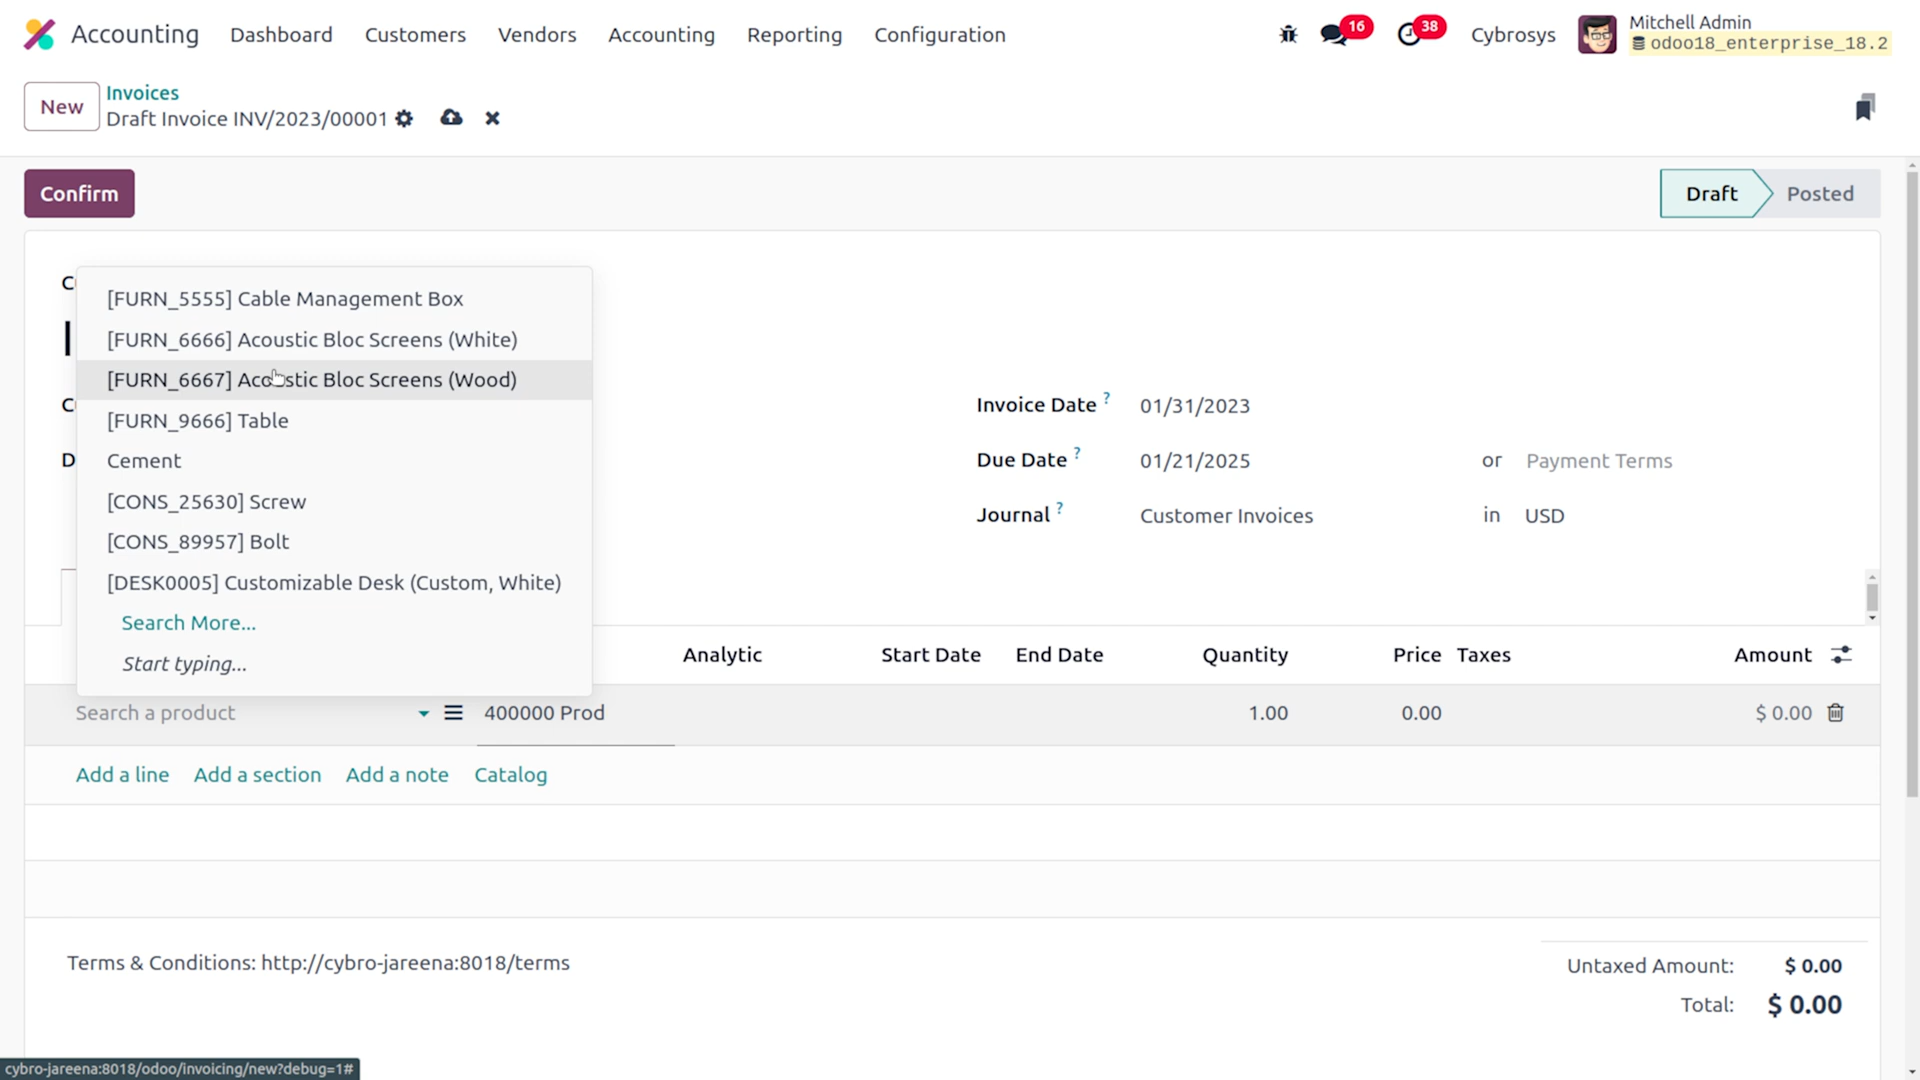 Accounting Dashboard Customers Vendors Accounting Reporting Configuration 16 38 Cybrosys Mitchell Admin
odoo18_enterprise_18.2
New Invoices
Draft Invoice INV/2023/00001
Confirm Draft Posted
[FURN_5555] Cable Management Box
[FURN_6666] Acoustic Bloc Screens (White)
[FURN_6667] Acoustic Bloc Screens (Wood)
[FURN_9666] Table
Cement
[CONS_25630] Screw
[CONS_89957] Bolt
[DESK0005] Customizable Desk (Custom, White)
Search More...
Start typing...
Invoice Date ? 01/31/2023
Due Date ? 01/21/2025 or Payment Terms
Journal ? Customer Invoices in USD
Analytic Start Date End Date Quantity Price Taxes Amount
Search a product 400000 Prod 1.00 0.00 $ 0.00
Add a line Add a section Add a note Catalog
Terms & Conditions: http://cybro-jareena:8018/terms
Untaxed Amount: $ 0.00
Total: $ 0.00
cybro-jareena:8018/odoo/invoicing/new?debug=1#